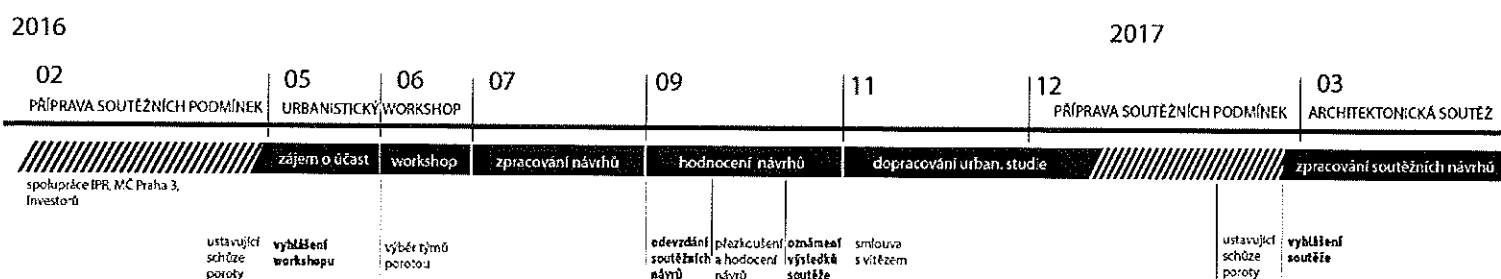 2016
2017
02
05
06
07
09
11
12
03
PŘÍPRAVA SOUTĚŽNÍCH PODMÍNEK
URBANISTICKÝ WORKSHOP
PŘÍPRAVA SOUTĚŽNÍCH PODMÍNEK
ARCHITEKTONICKÁ SOUTĚŽ
zájem o účast
workshop
zpracování návrhů
hodnocení návrhů
dopracování urban. studie
zpracování soutěžních návrhů
spolupráce IPR, MČ Praha 3,
Investorů
ustavující
schůze
poroty
vyhlášení
workshopu
výběr týmů
porotou
odevzdání
soutěžních
návrů
přezkoušení
a hodocení
návrů
oznámení
výsledků
soutěže
smlouva
s vítězem
ustavující
schůze
poroty
vyhlášení
soutěže